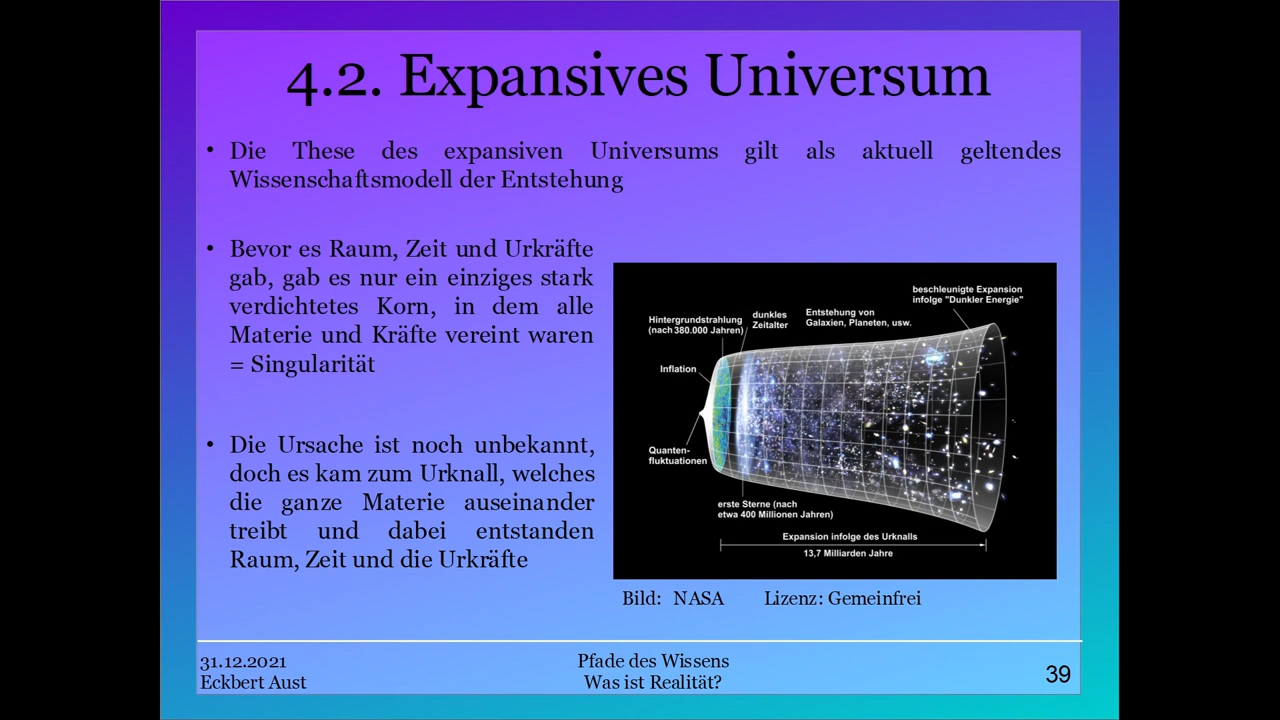 4.2. Expansives Universum
• Die These des expansiven Universums gilt als aktuell geltendes
Wissenschaftsmodell der Entstehung
• Bevor es Raum, Zeit und Urkräfte
gab, gab es nur ein einziges stark
verdichtetes Korn, in dem alle
Materie und Kräfte vereint waren
= Singularität
• Die Ursache ist noch unbekannt,
doch es kam zum Urknall, welches
die ganze Materie auseinander
treibt und dabei entstanden
Raum, Zeit und die Urkräfte
beschleunigte Expansion
infolge "Dunkler Energie"
Hintergrundstrahlung
(nach 380.000 Jahren)
dunkles
Zeitalter
Entstehung von
Galaxien, Planeten, usw.
Inflation
Quanten-
fluktuationen
erste Sterne (nach
etwa 400 Millionen Jahren)
Expansion infolge des Urknalls
13,7 Milliarden Jahre
Bild: NASA Lizenz: Gemeinfrei
31.12.2021
Eckbert Aust
Pfade des Wissens
Was ist Realität?
39